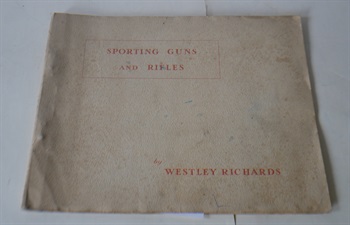 SPORTING GUNS
AND RIFLES
by
WESTLEY RICHARDS